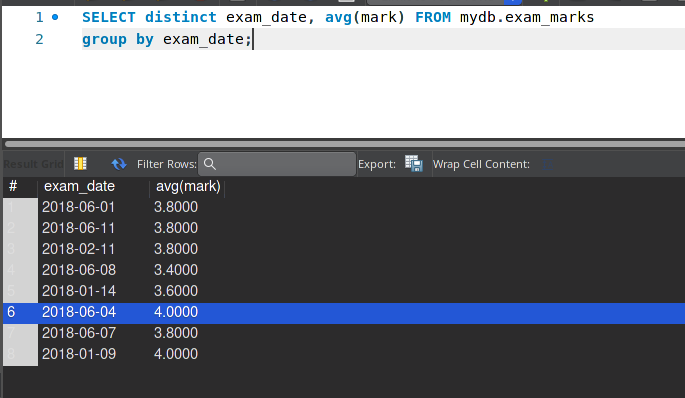 1 SELECT distinct exam_date, avg(mark) FROM mydb.exam_marks
2 group by exam_date;
Result Grid Filter Rows: Export: Wrap Cell Content:
# exam_date avg(mark)
1 2018-06-01 3.8000
2 2018-06-11 3.8000
3 2018-02-11 3.8000
4 2018-06-08 3.4000
5 2018-01-14 3.6000
6 2018-06-04 4.0000
7 2018-06-07 3.8000
8 2018-01-09 4.0000